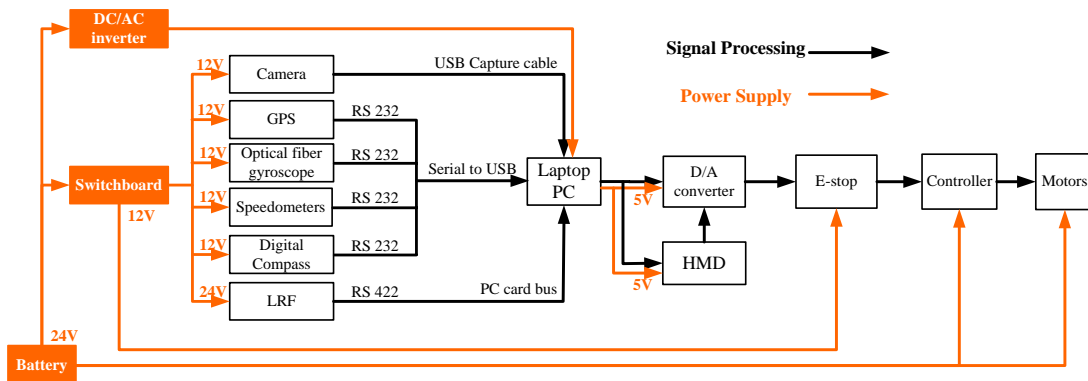 DC/AC
inverter
Signal Processing
Power Supply
12V
Camera
USB Capture cable
12V
GPS
RS 232
12V
Optical fiber
gyroscope
RS 232
Serial to USB
Laptop
PC
D/A
converter
E-stop
Controller
Motors
Switchboard
12V
12V
Speedometers
RS 232
5V
12V
Digital
Compass
RS 232
HMD
5V
24V
LRF
RS 422
PC card bus
24V
Battery